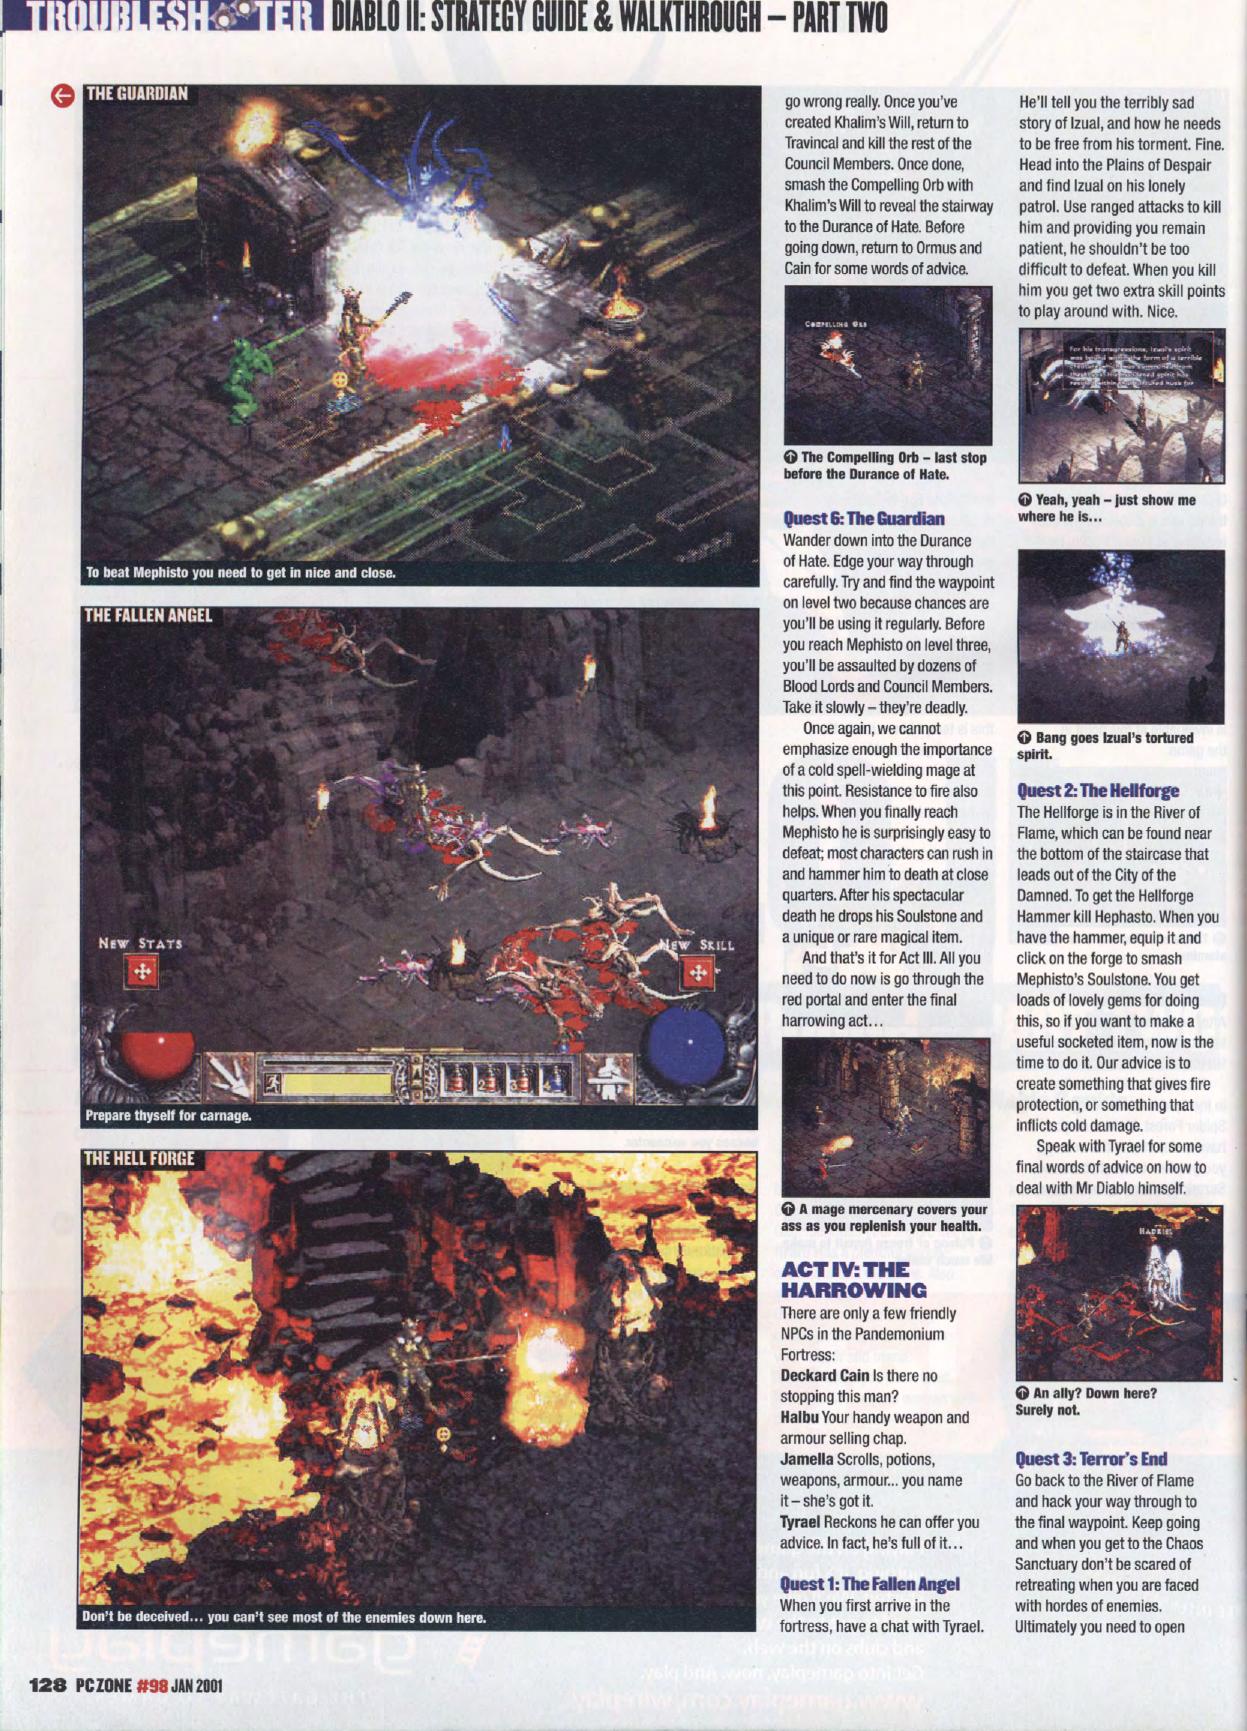 TROUBLESHOOTER DIABLO II: STRATEGY GUIDE & WALKTHROUGH – PART TWO
THE GUARDIAN
To beat Mephisto you need to get in nice and close.
THE FALLEN ANGEL
NEW STATS
NEW SKILL
Prepare thyself for carnage.
THE HELL FORGE
Don't be deceived... you can't see most of the enemies down here.
go wrong really. Once you've
created Khalim's Will, return to
Travincal and kill the rest of the
Council Members. Once done,
smash the Compelling Orb with
Khalim's Will to reveal the stairway
to the Durance of Hate. Before
going down, return to Ormus and
Cain for some words of advice.
COMPELLING ORB
The Compelling Orb – last stop
before the Durance of Hate.
Quest 6: The Guardian
Wander down into the Durance
of Hate. Edge your way through
carefully. Try and find the waypoint
on level two because chances are
you'll be using it regularly. Before
you reach Mephisto on level three,
you'll be assaulted by dozens of
Blood Lords and Council Members.
Take it slowly – they're deadly.
Once again, we cannot
emphasize enough the importance
of a cold spell-wielding mage at
this point. Resistance to fire also
helps. When you finally reach
Mephisto he is surprisingly easy to
defeat; most characters can rush in
and hammer him to death at close
quarters. After his spectacular
death he drops his Soulstone and
a unique or rare magical item.
And that's it for Act III. All you
need to do now is go through the
red portal and enter the final
harrowing act...
A mage mercenary covers your
ass as you replenish your health.
ACT IV: THE
HARROWING
There are only a few friendly
NPCs in the Pandemonium
Fortress:
Deckard Cain Is there no
stopping this man?
Halbu Your handy weapon and
armour selling chap.
Jamella Scrolls, potions,
weapons, armour... you name
it – she's got it.
Tyrael Reckons he can offer you
advice. In fact, he's full of it...
Quest 1: The Fallen Angel
When you first arrive in the
fortress, have a chat with Tyrael.
He'll tell you the terribly sad
story of Izual, and how he needs
to be free from his torment. Fine.
Head into the Plains of Despair
and find Izual on his lonely
patrol. Use ranged attacks to kill
him and providing you remain
patient, he shouldn't be too
difficult to defeat. When you kill
him you get two extra skill points
to play around with. Nice.
For his transgressions, Izual's spirit
was bound within the form of a terrible
Yeah, yeah – just show me
where he is...
Bang goes Izual's tortured
spirit.
Quest 2: The Hellforge
The Hellforge is in the River of
Flame, which can be found near
the bottom of the staircase that
leads out of the City of the
Damned. To get the Hellforge
Hammer kill Hephasto. When you
have the hammer, equip it and
click on the forge to smash
Mephisto's Soulstone. You get
loads of lovely gems for doing
this, so if you want to make a
useful socketed item, now is the
time to do it. Our advice is to
create something that gives fire
protection, or something that
inflicts cold damage.
Speak with Tyrael for some
final words of advice on how to
deal with Mr Diablo himself.
HADRIEL
An ally? Down here?
Surely not.
Quest 3: Terror's End
Go back to the River of Flame
and hack your way through to
the final waypoint. Keep going
and when you get to the Chaos
Sanctuary don't be scared of
retreating when you are faced
with hordes of enemies.
Ultimately you need to open
128 PCZONE #98 JAN 2001